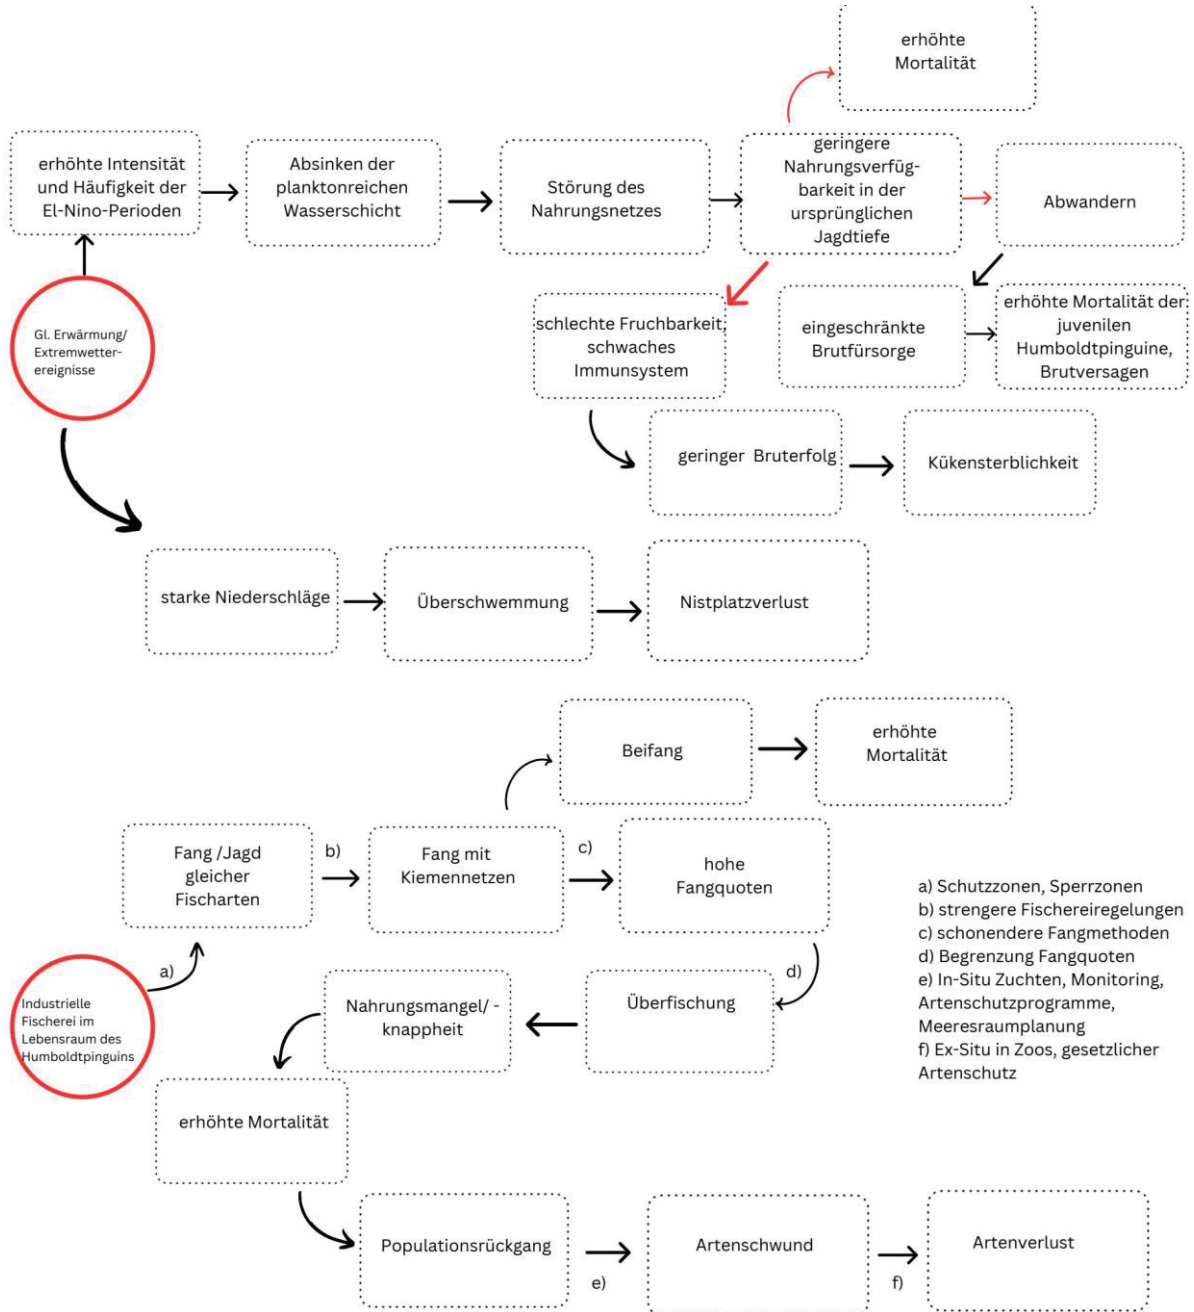 erhöhte
Mortalität
erhöhte Intensität
und Häufigkeit der
El-Nino-Perioden
Absinken der
planktonreichen
Wasserschicht
Störung des
Nahrungsnetzes
geringere
Nahrungsverfüg-
barkeit in der
ursprünglichen
Jagdtiefe
Abwandern
Gl. Erwärmung/
Extremwetter-
ereignisse
schlechte Fruchbarkeit,
schwaches
Immunsystem
eingeschränkte
Brutfürsorge
erhöhte Mortalität der
juvenilen
Humboldtpinguine,
Brutversagen
geringer Bruterfolg
Kükensterblichkeit
starke Niederschläge
Überschwemmung
Nistplatzverlust
Beifang
erhöhte
Mortalität
Fang /Jagd
gleicher
Fischarten
b)
Fang mit
Kiemennetzen
c)
hohe
Fangquoten
a) Schutzzonen, Sperrzonen
b) strengere Fischereiregelungen
c) schonendere Fangmethoden
d) Begrenzung Fangquoten
e) In-Situ Zuchten, Monitoring,
Artenschutzprogramme,
Meeresraumplanung
f) Ex-Situ in Zoos, gesetzlicher
Artenschutz
Industrielle
Fischerei im
Lebensraum des
Humboldtpinguins
a)
Nahrungsmangel/ -
knappheit
Überfischung
d)
erhöhte Mortalität
Populationsrückgang
e)
Artenschwund
f)
Artenverlust